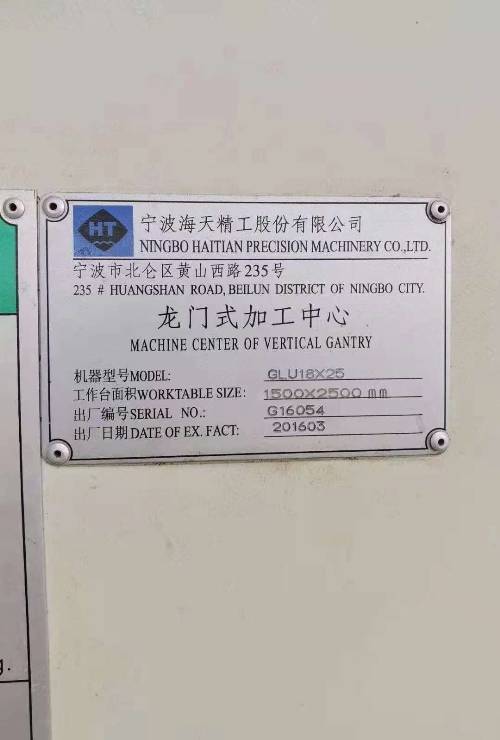 HT
宁波海天精工股份有限公司
NINGBO HAITIAN PRECISION MACHINERY CO.,LTD.
宁波市北仑区黄山西路235号
235 # HUANGSHAN ROAD, BEILUN DISTRICT OF NINGBO CITY.
龙门式加工中心
MACHINE CENTER OF VERTICAL GANTRY
机器型号MODEL: GLU18X25
工作台面积WORKTABLE SIZE: 1500X2500 mm
出厂编号SERIAL NO.: G16054
出厂日期DATE OF EX. FACT: 201603